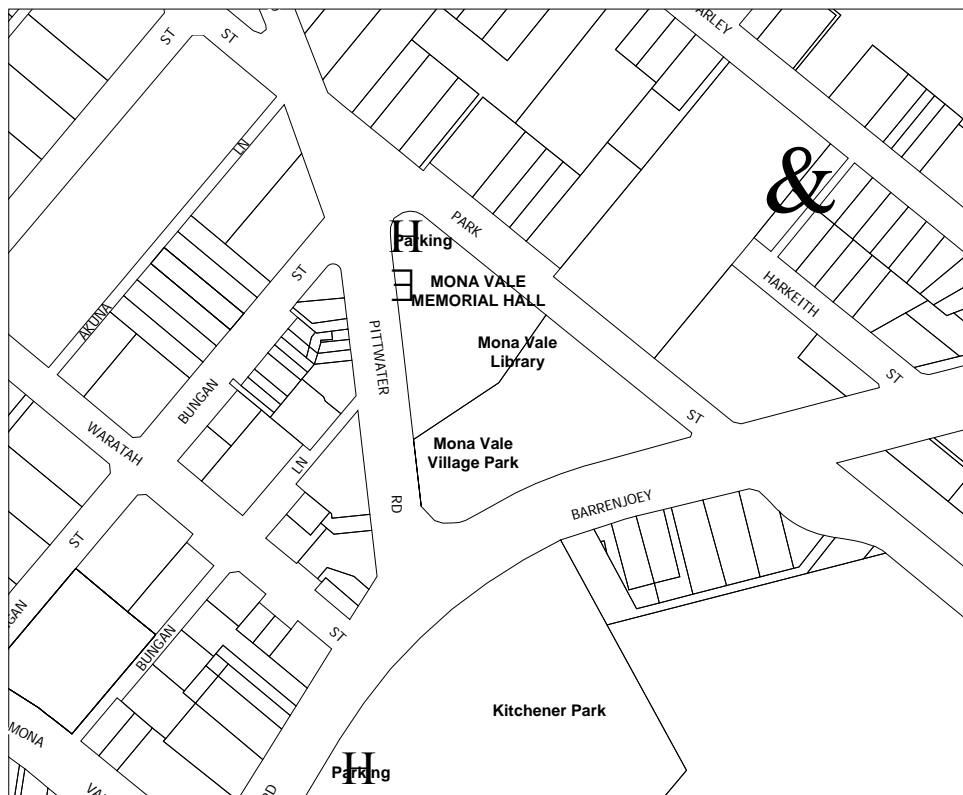 ST
ST
ARLEY
LN
&
PARK
H
Parking
ST
MONA VALE
MEMORIAL HALL
HARKEITH
AKUNA
PITTWATER
Mona Vale
Library
ST
BUNGAN
ST
WARATAH
Mona Vale
Village Park
LN
RD
BARRENJOEY
ST
GAN
ST
BUNGAN
Kitchener Park
MONA
H
Parking
VA
RD